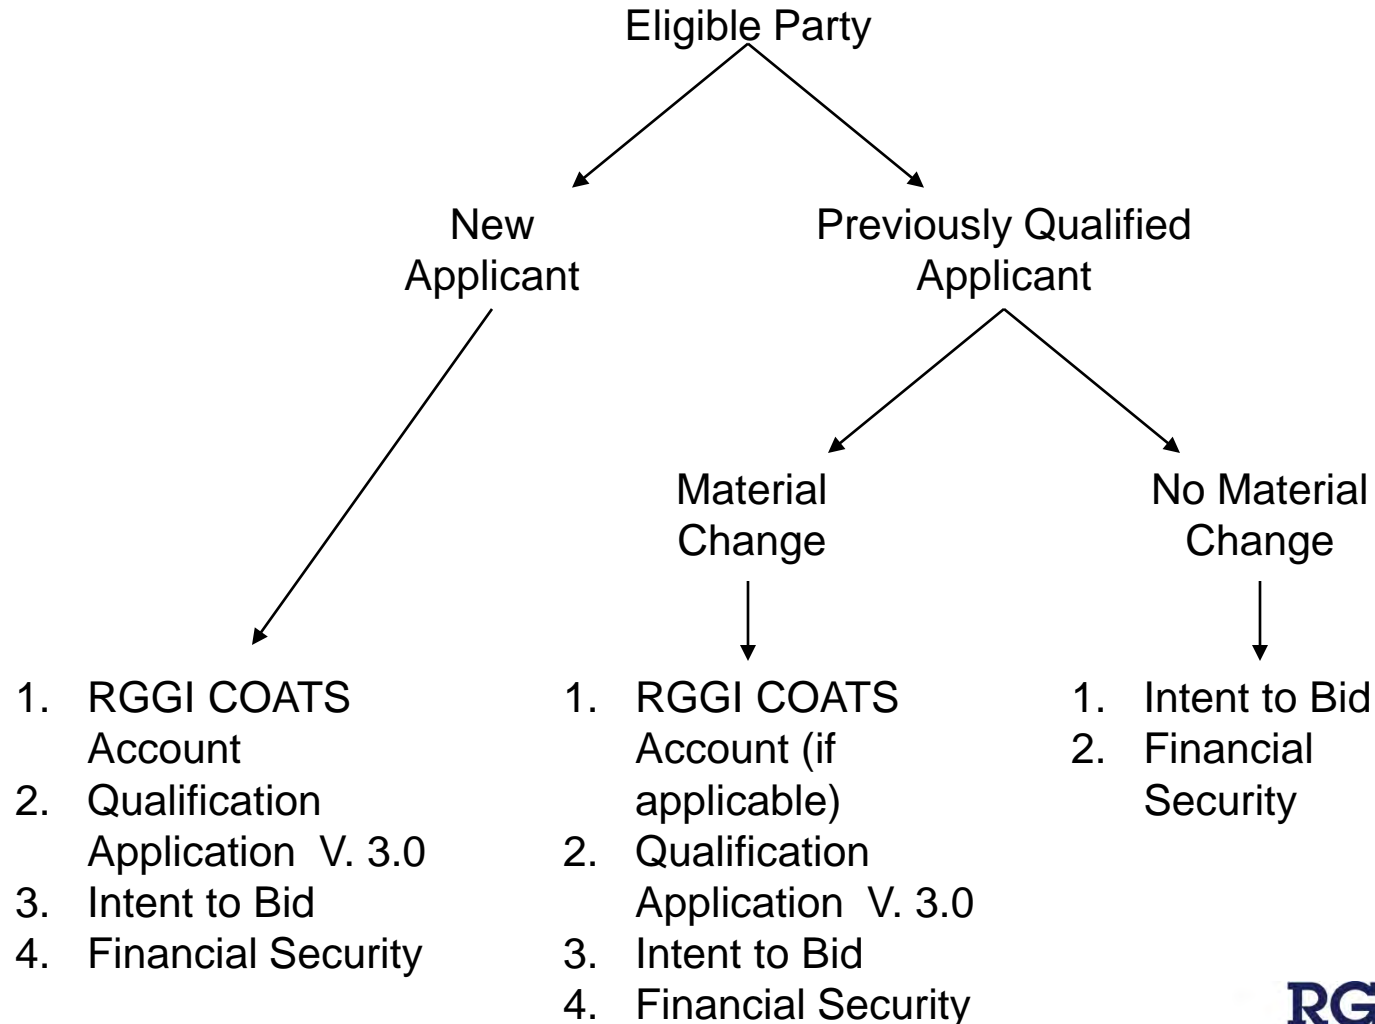 Eligible Party
New
Applicant
Previously Qualified
Applicant
Material
Change
No Material
Change
1. RGGI COATS
Account
2. Qualification
Application V. 3.0
3. Intent to Bid
4. Financial Security
1. RGGI COATS
Account (if
applicable)
2. Qualification
Application V. 3.0
3. Intent to Bid
4. Financial Security
1. Intent to Bid
2. Financial
Security
RG